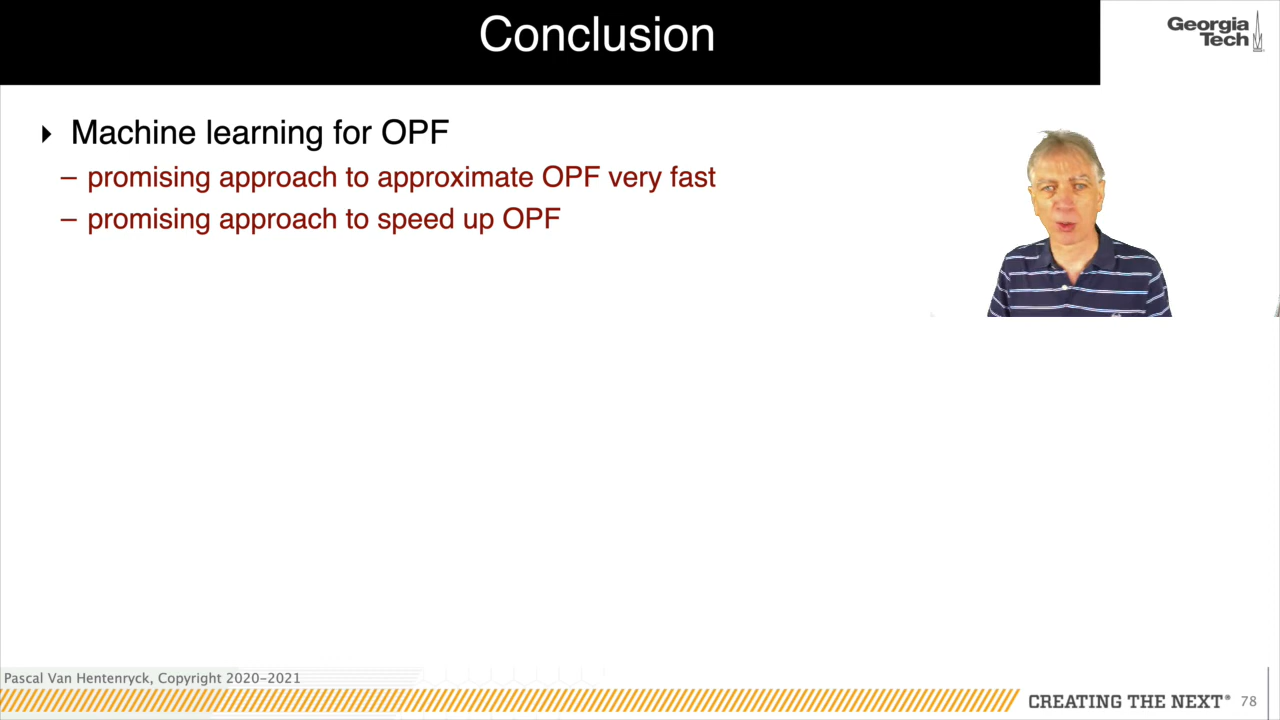 Conclusion
Georgia
Tech
Machine learning for OPF
– promising approach to approximate OPF very fast
– promising approach to speed up OPF
Pascal Van Hentenryck, Copyright 2020-2021
CREATING THE NEXT® 78